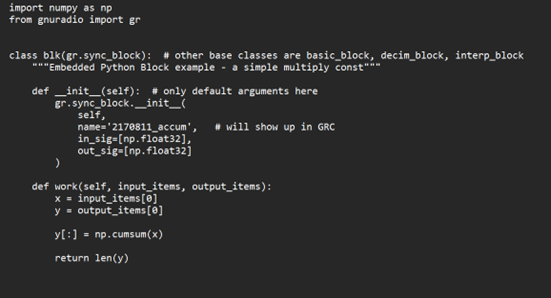 import numpy as np
from gnuradio import gr
class blk(gr.sync_block):  # other base classes are basic_block, decim_block, interp_block
    """Embedded Python Block example - a simple multiply const"""
    def __init__(self):  # only default arguments here
        gr.sync_block.__init__(
            self,
            name='2170811_accum',   # will show up in GRC
            in_sig=[np.float32],
            out_sig=[np.float32]
        )
    def work(self, input_items, output_items):
        x = input_items[0]
        y = output_items[0]
        y[:] = np.cumsum(x)
        return len(y)